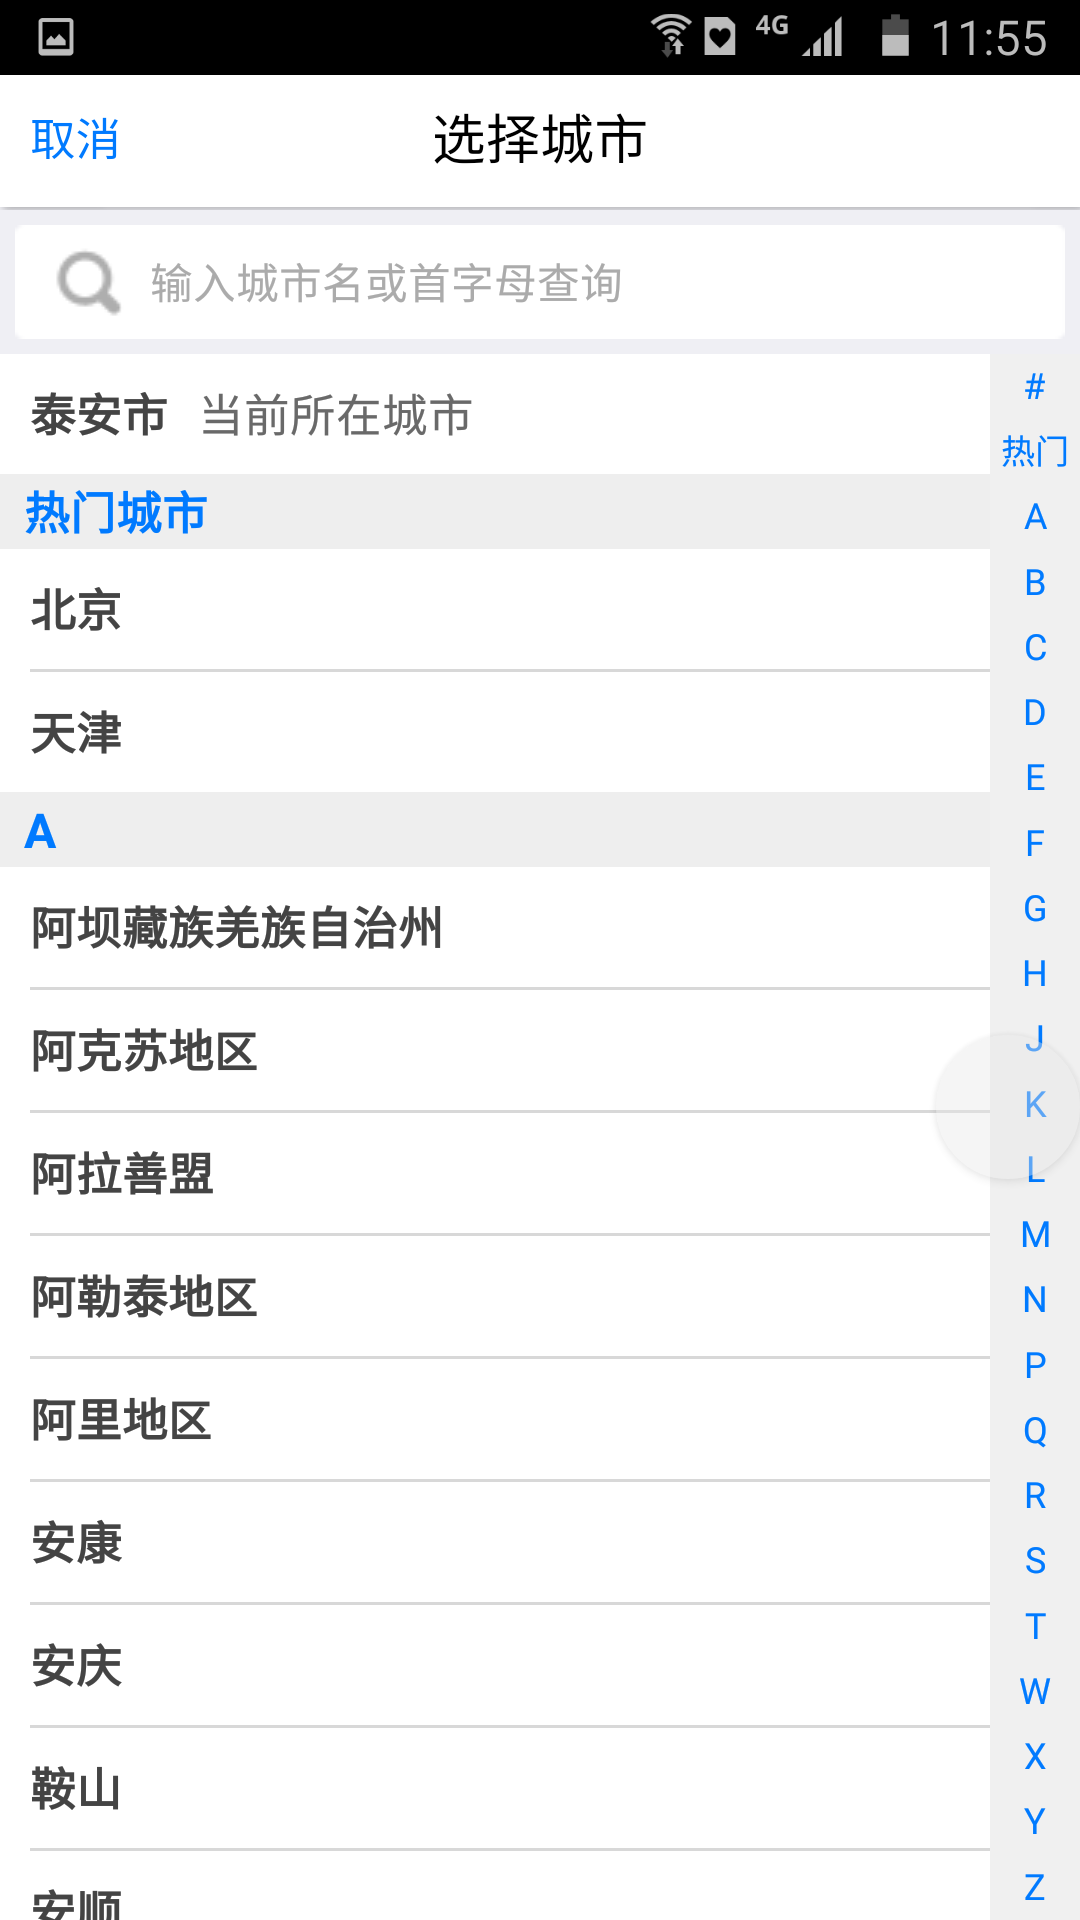 4G 11:55
取消 选择城市
输入城市名或首字母查询
泰安市 当前所在城市
热门城市
北京
天津
A
阿坝藏族羌族自治州
阿克苏地区
阿拉善盟
阿勒泰地区
阿里地区
安康
安庆
鞍山
安顺
#
热门
A
B
C
D
E
F
G
H
J
K
L
M
N
P
Q
R
S
T
W
X
Y
Z